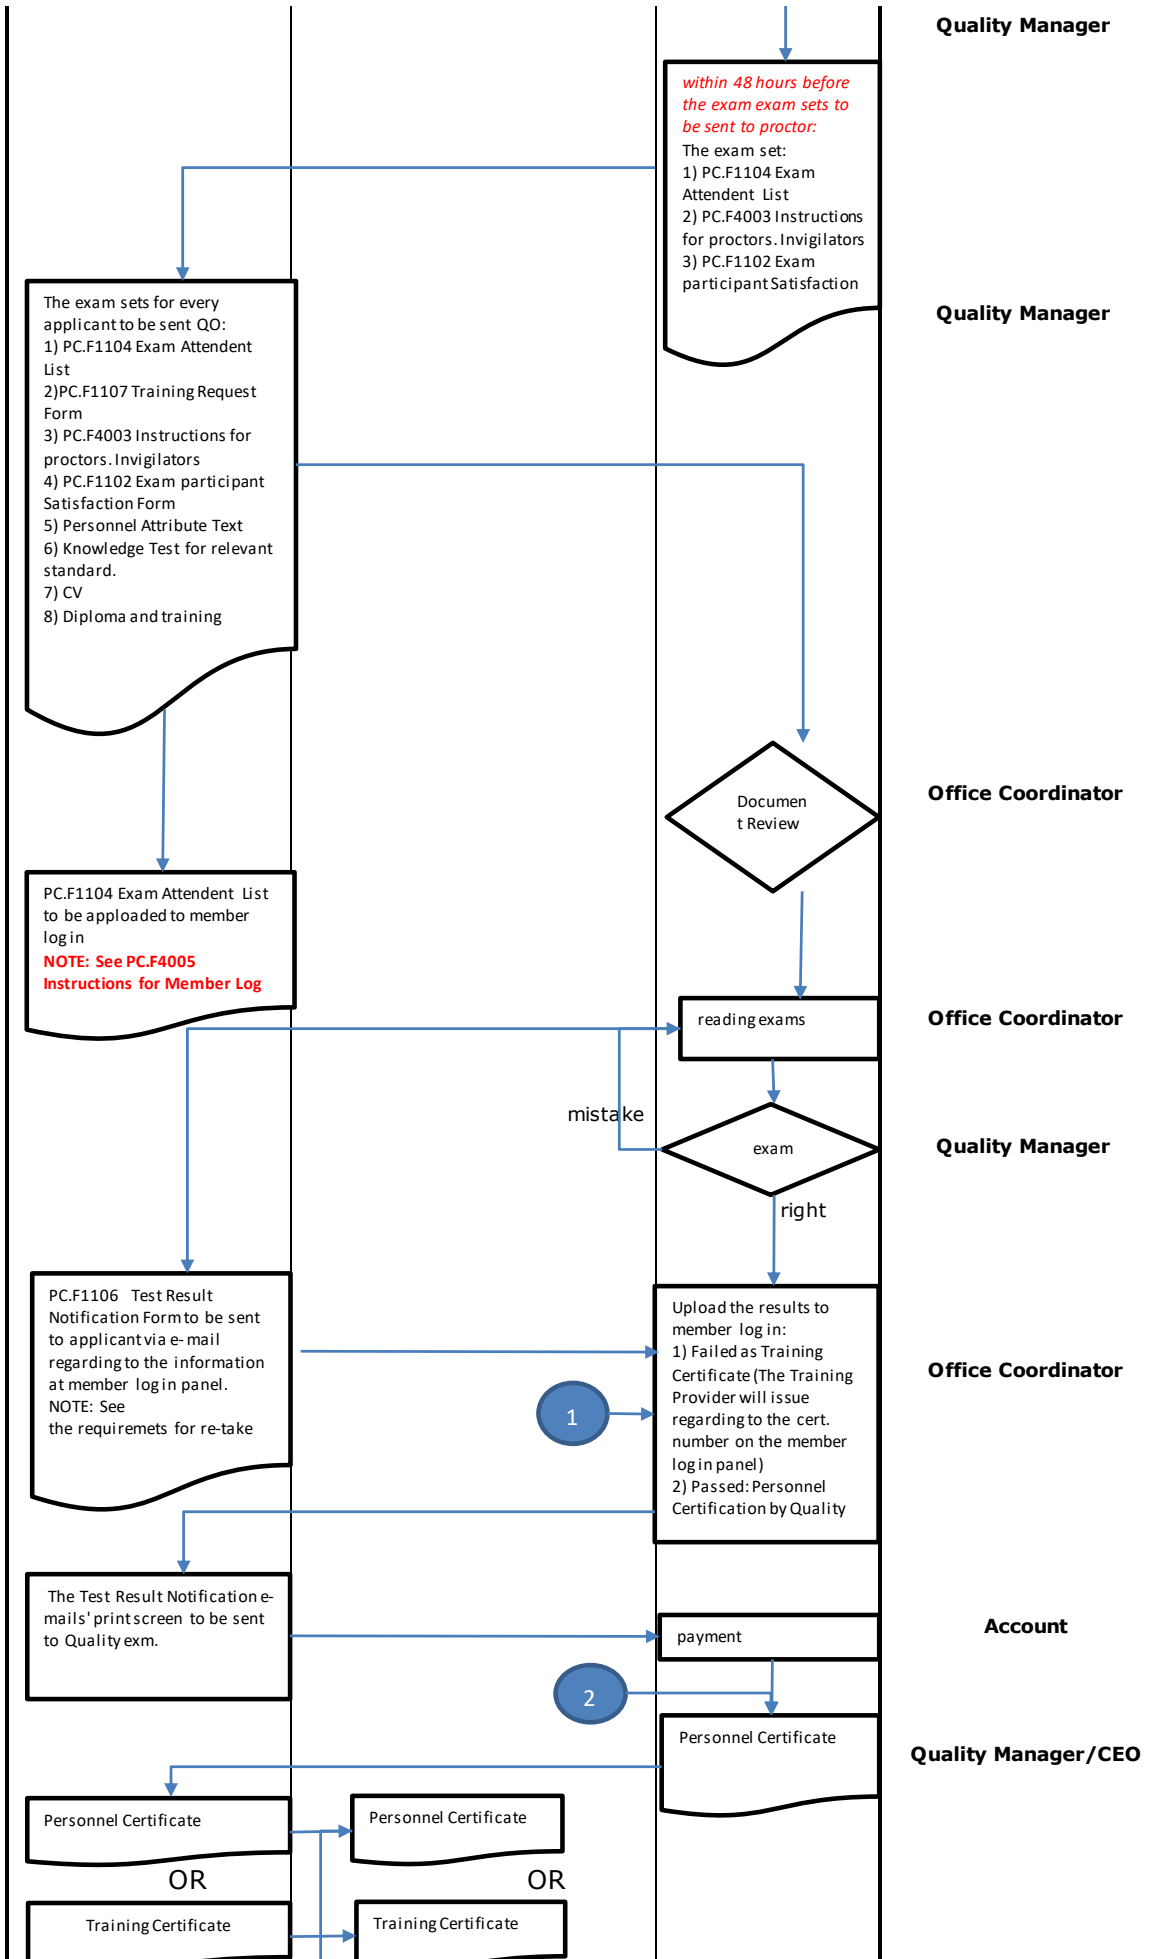 Quality Manager
within 48 hours before
the exam exam sets to
be sent to proctor:
The exam set:
1) PC.F1104 Exam
Attendent List
2) PC.F4003 Instructions
for proctors. Invigilators
3) PC.F1102 Exam
participant Satisfaction
Quality Manager
The exam sets for every
applicant to be sent QO:
1) PC.F1104 Exam Attendent
List
2)PC.F1107 Training Request
Form
3) PC.F4003 Instructions for
proctors. Invigilators
4) PC.F1102 Exam participant
Satisfaction Form
5) Personnel Attribute Text
6) Knowledge Test for relevant
standard.
7) CV
8) Diploma and training
Documen
t Review
Office Coordinator
PC.F1104 Exam Attendent List
to be apploaded to member
log in
NOTE: See PC.F4005
Instructions for Member Log
reading exams
Office Coordinator
mistake
exam
Quality Manager
right
PC.F1106 Test Result
Notification Form to be sent
to applicant via e-mail
regarding to the information
at member log in panel.
NOTE: See
the requiremets for re-take
Upload the results to
member log in:
1) Failed as Training
Certificate (The Training
Provider will issue
regarding to the cert.
number on the member
log in panel)
2) Passed: Personnel
Certification by Quality
Office Coordinator
1
The Test Result Notification e-
mails' print screen to be sent
to Quality exm.
payment
Account
2
Personnel Certificate
Quality Manager/CEO
Personnel Certificate
Personnel Certificate
OR
OR
Training Certificate
Training Certificate